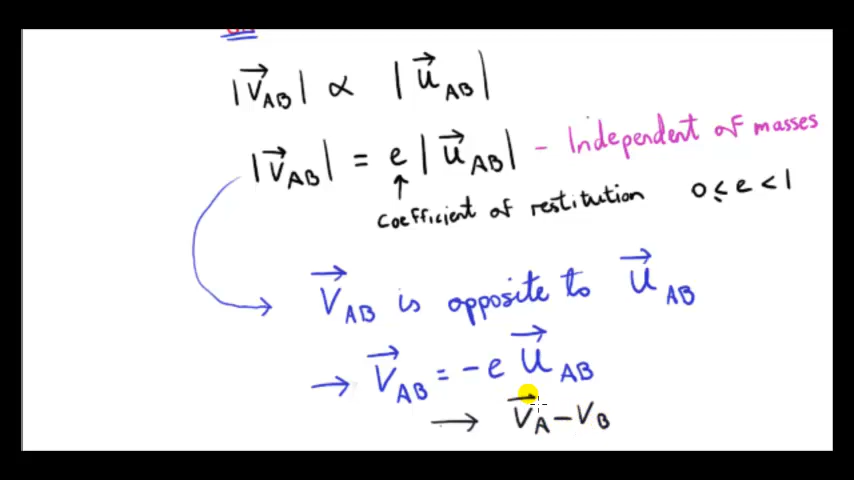 |V⃗AB| ∝ |u⃗AB|
|V⃗AB| = e |u⃗AB| - Independent of masses
↑
Coefficient of restitution 0 ≤ e < 1
V⃗AB is opposite to u⃗AB
→ V⃗AB = -e u⃗AB
→ V⃗A - VB